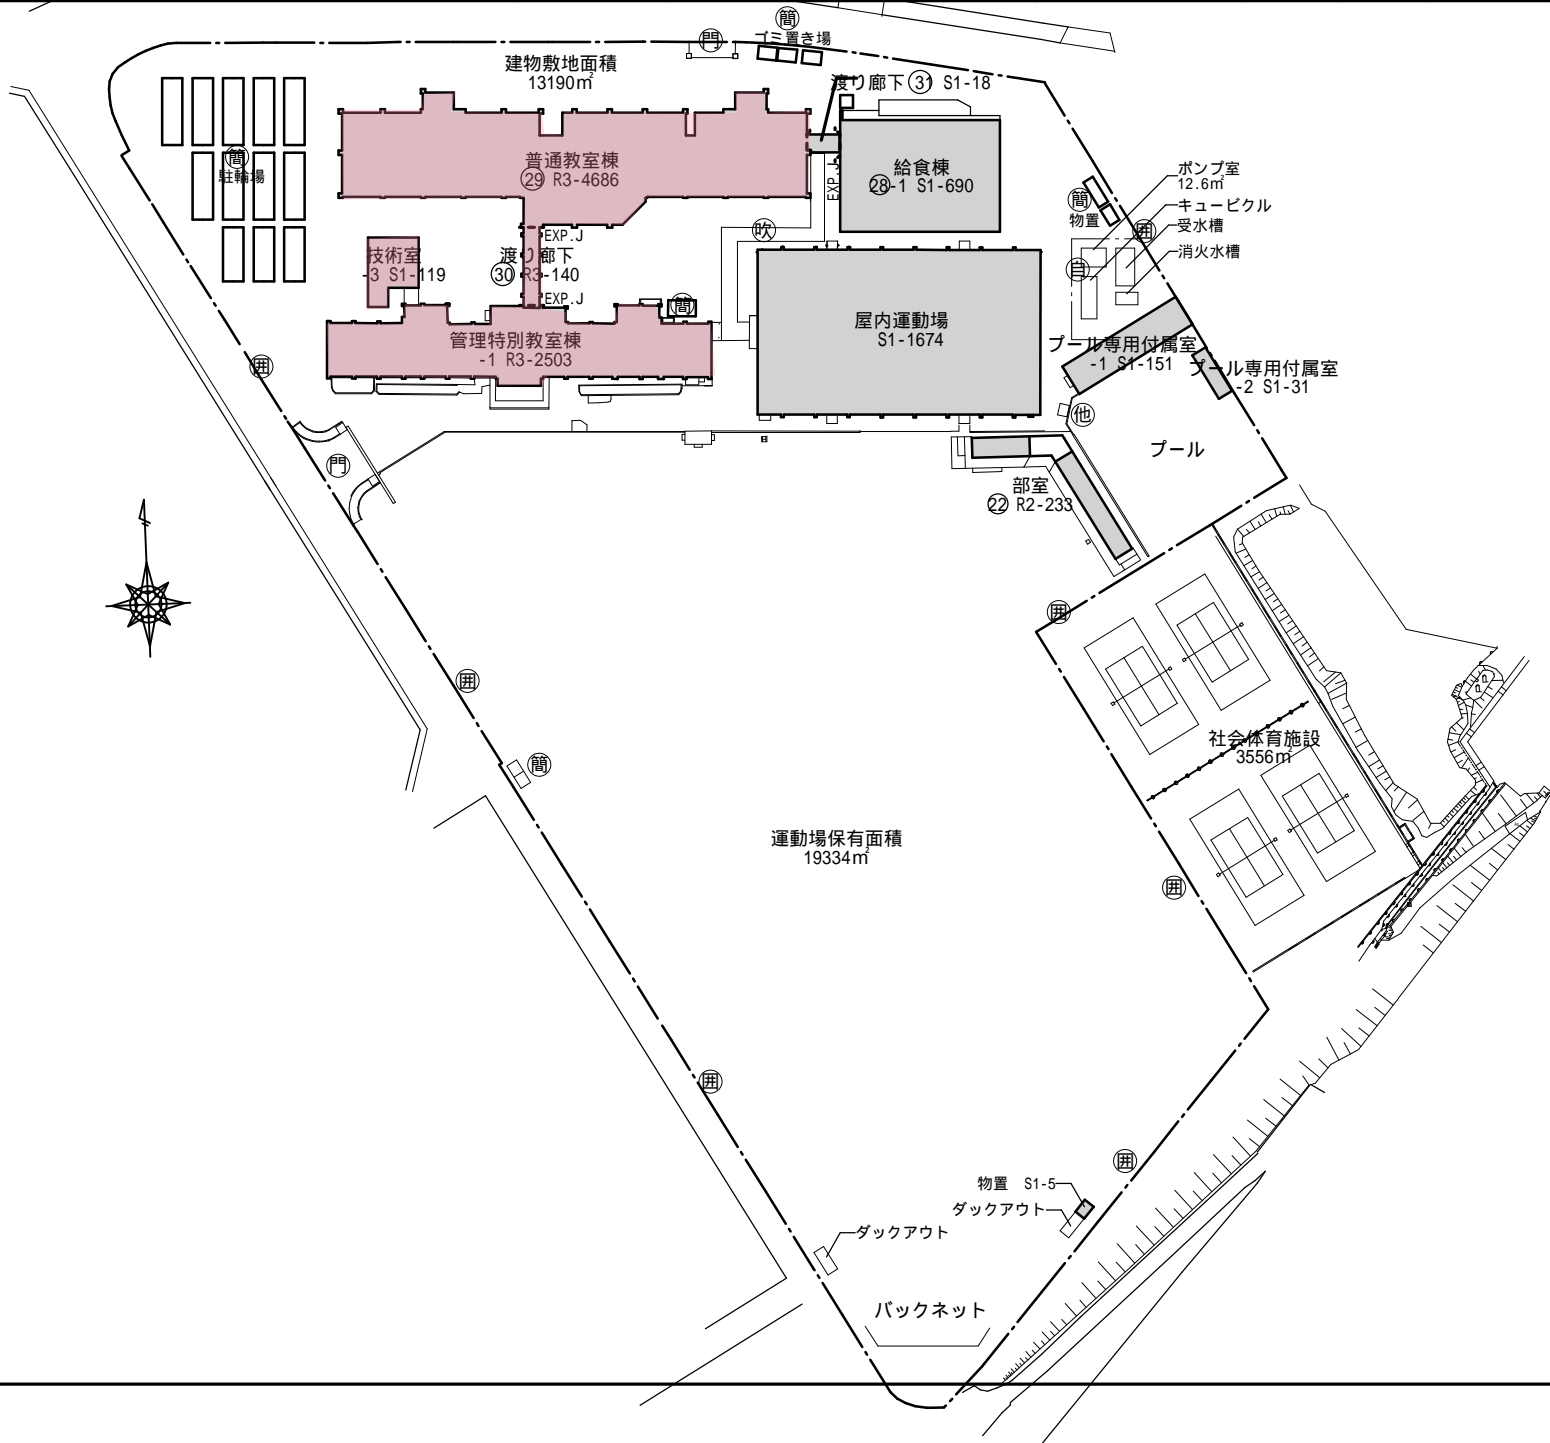 簡
門
ゴミ置き場
建物敷地面積
13190㎡
渡り廊下㉛ S1-18
普通教室棟
㉙ R3-4686
EXP.J
給食棟
㉘-1 S1-690
簡
駐輪場
ポンプ室
12.6㎡
キュービクル
受水槽
消火水槽
簡
物置
囲
自
吹
EXP.J
技術室
-3 S1-119
渡り廊下
㉚ R3-140
EXP.J
簡
屋内運動場
S1-1674
管理特別教室棟
-1 R3-2503
プール専用付属室
-1 S1-151
プール専用付属室
-2 S1-31
囲
他
プール
門
部室
㉒ R2-233
囲
囲
社会体育施設
3556㎡
簡
運動場保有面積
19334㎡
囲
囲
囲
物置 S1-5
ダックアウト
ダックアウト
バックネット